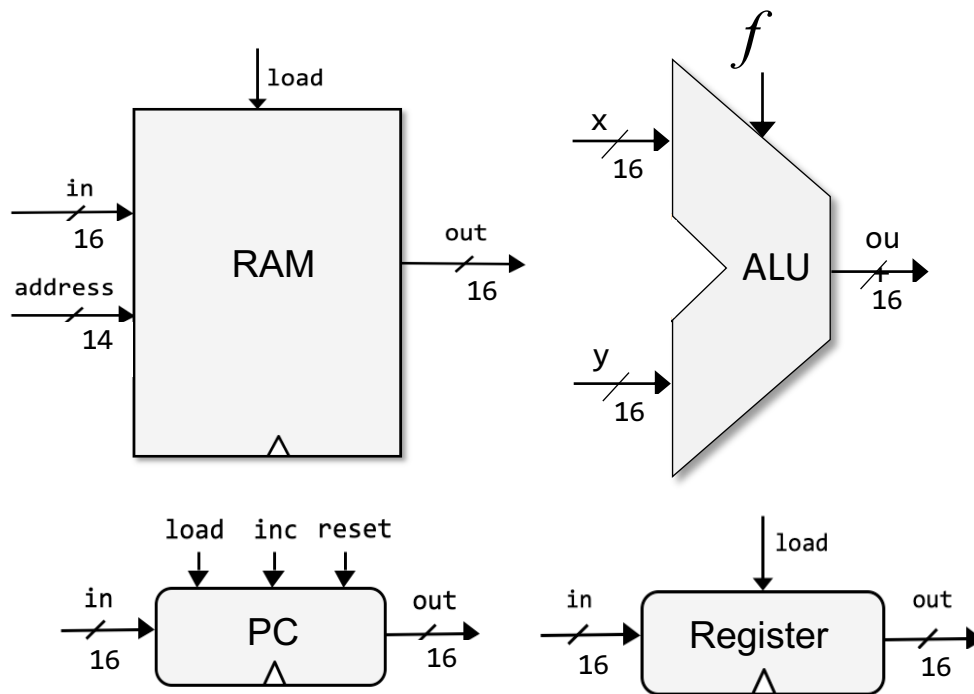 load
in
16
address
14
RAM
out
16
f
x
16
y
16
ALU
ou
16
load inc reset
in
16
PC
out
16
load
in
16
Register
out
16